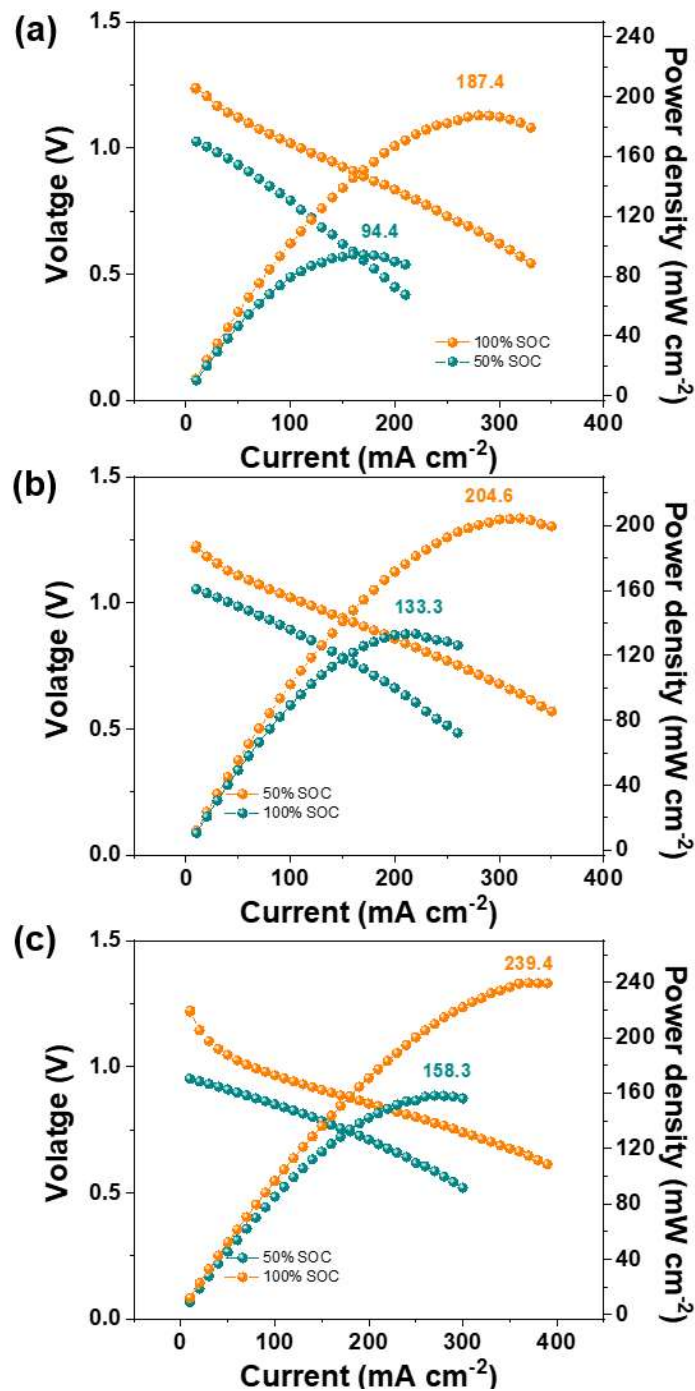 (a)
1.5
1.0
0.5
0.0
Volatge (V)
187.4
94.4
100% SOC
50% SOC
240
200
160
120
80
40
0
Power density (mW cm-2)
0
100
200
300
400
Current (mA cm-2)
(b)
1.5
1.0
0.5
0.0
Volatge (V)
204.6
133.3
50% SOC
100% SOC
200
160
120
80
40
0
Power density (mW cm-2)
0
100
200
300
400
Current (mA cm-2)
(c)
1.5
1.0
0.5
0.0
Volatge (V)
239.4
158.3
50% SOC
100% SOC
240
200
160
120
80
40
0
Power density (mW cm-2)
0
100
200
300
400
Current (mA cm-2)